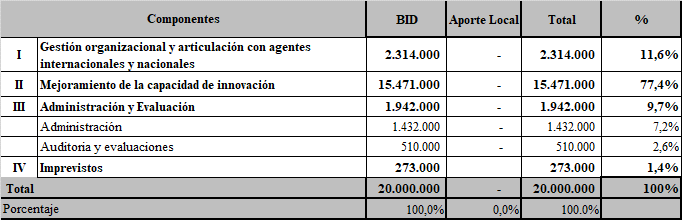 Componentes BID Aporte Local Total %
I Gestión organizacional y articulación con agentes internacionales y nacionales 2.314.000 - 2.314.000 11,6%
II Mejoramiento de la capacidad de innovación 15.471.000 - 15.471.000 77,4%
III Administración y Evaluación 1.942.000 - 1.942.000 9,7%
Administración 1.432.000 - 1.432.000 7,2%
Auditoría y evaluaciones 510.000 - 510.000 2,6%
IV Imprevistos 273.000 273.000 1,4%
Total 20.000.000 - 20.000.000 100%
Porcentaje 100,0% 0,0% 100.0%